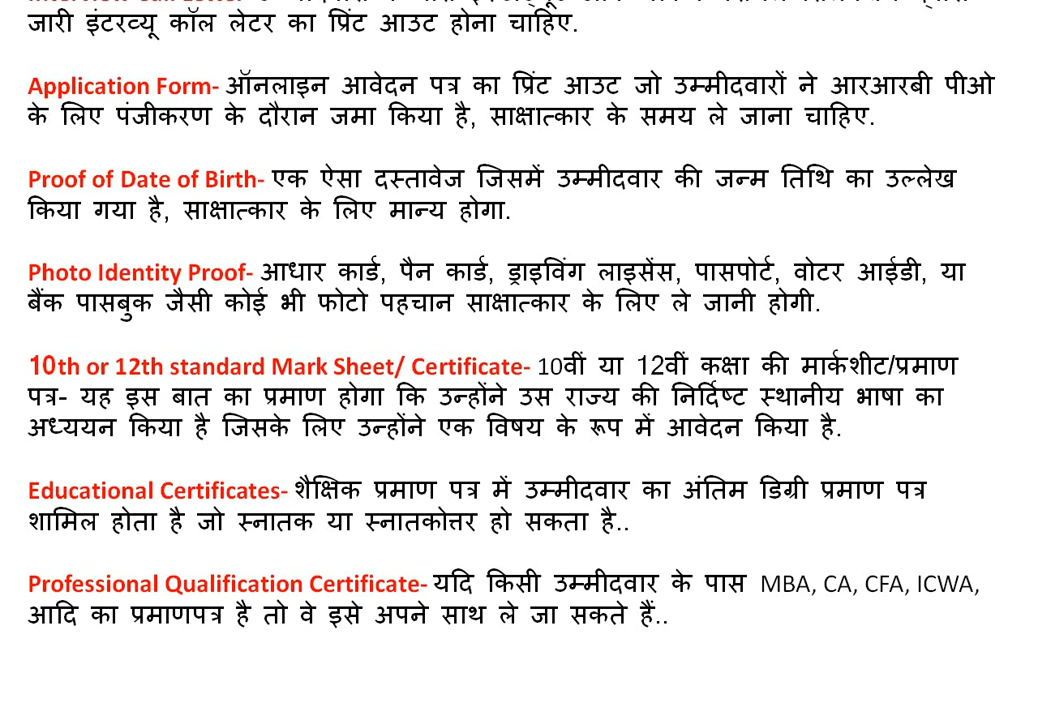 जारी इंटरव्यू कॉल लेटर का प्रिंट आउट होना चाहिए.
Application Form- ऑनलाइन आवेदन पत्र का प्रिंट आउट जो उम्मीदवारों ने आरआरबी पीओ
के लिए पंजीकरण के दौरान जमा किया है, साक्षात्कार के समय ले जाना चाहिए.
Proof of Date of Birth- एक ऐसा दस्तावेज जिसमें उम्मीदवार की जन्म तिथि का उल्लेख
किया गया है, साक्षात्कार के लिए मान्य होगा.
Photo Identity Proof- आधार कार्ड, पैन कार्ड, ड्राइविंग लाइसेंस, पासपोर्ट, वोटर आईडी, या
बैंक पासबुक जैसी कोई भी फोटो पहचान साक्षात्कार के लिए ले जानी होगी.
10th or 12th standard Mark Sheet/ Certificate- 10वीं या 12वीं कक्षा की मार्कशीट/प्रमाण
पत्र- यह इस बात का प्रमाण होगा कि उन्होंने उस राज्य की निर्दिष्ट स्थानीय भाषा का
अध्ययन किया है जिसके लिए उन्होंने एक विषय के रूप में आवेदन किया है.
Educational Certificates- शैक्षिक प्रमाण पत्र में उम्मीदवार का अंतिम डिग्री प्रमाण पत्र
शामिल होता है जो स्नातक या स्नातकोत्तर हो सकता है..
Professional Qualification Certificate- यदि किसी उम्मीदवार के पास MBA, CA, CFA, ICWA,
आदि का प्रमाणपत्र है तो वे इसे अपने साथ ले जा सकते हैं..